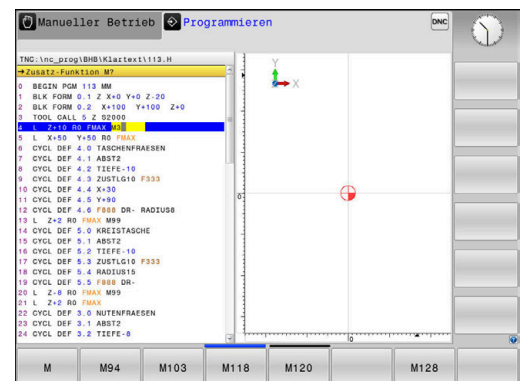 Manueller Betrieb
Programmieren
DNC
TNC:\nc_prog\BHB\Klartext\113.H
→Zusatz-Funktion M?
0 BEGIN PGM 113 MM
1 BLK FORM 0.1 Z X+0 Y+0 Z-20
2 BLK FORM 0.2 X+100 Y+100 Z+0
3 TOOL CALL 5 Z S2000
4 L Z+10 R0 FMAX M3
5 L X+50 Y+50 R0 FMAX
6 CYCL DEF 4.0 TASCHENFRAESEN
7 CYCL DEF 4.1 ABST2
8 CYCL DEF 4.2 TIEFE-10
9 CYCL DEF 4.3 ZUSTLG10 F333
10 CYCL DEF 4.4 X+30
11 CYCL DEF 4.5 Y+90
12 CYCL DEF 4.6 F888 DR- RADIUS8
13 L Z+2 R0 FMAX M99
14 CYCL DEF 5.0 KREISTASCHE
15 CYCL DEF 5.1 ABST2
16 CYCL DEF 5.2 TIEFE-10
17 CYCL DEF 5.3 ZUSTLG10 F333
18 CYCL DEF 5.4 RADIUS15
19 CYCL DEF 5.5 F888 DR-
20 L Z-8 R0 FMAX M99
21 L Z+2 R0 FMAX
22 CYCL DEF 3.0 NUTENFRAESEN
23 CYCL DEF 3.1 ABST2
24 CYCL DEF 3.2 TIEFE-8
Y
X
0
0
M M94 M103 M118 M120 M128